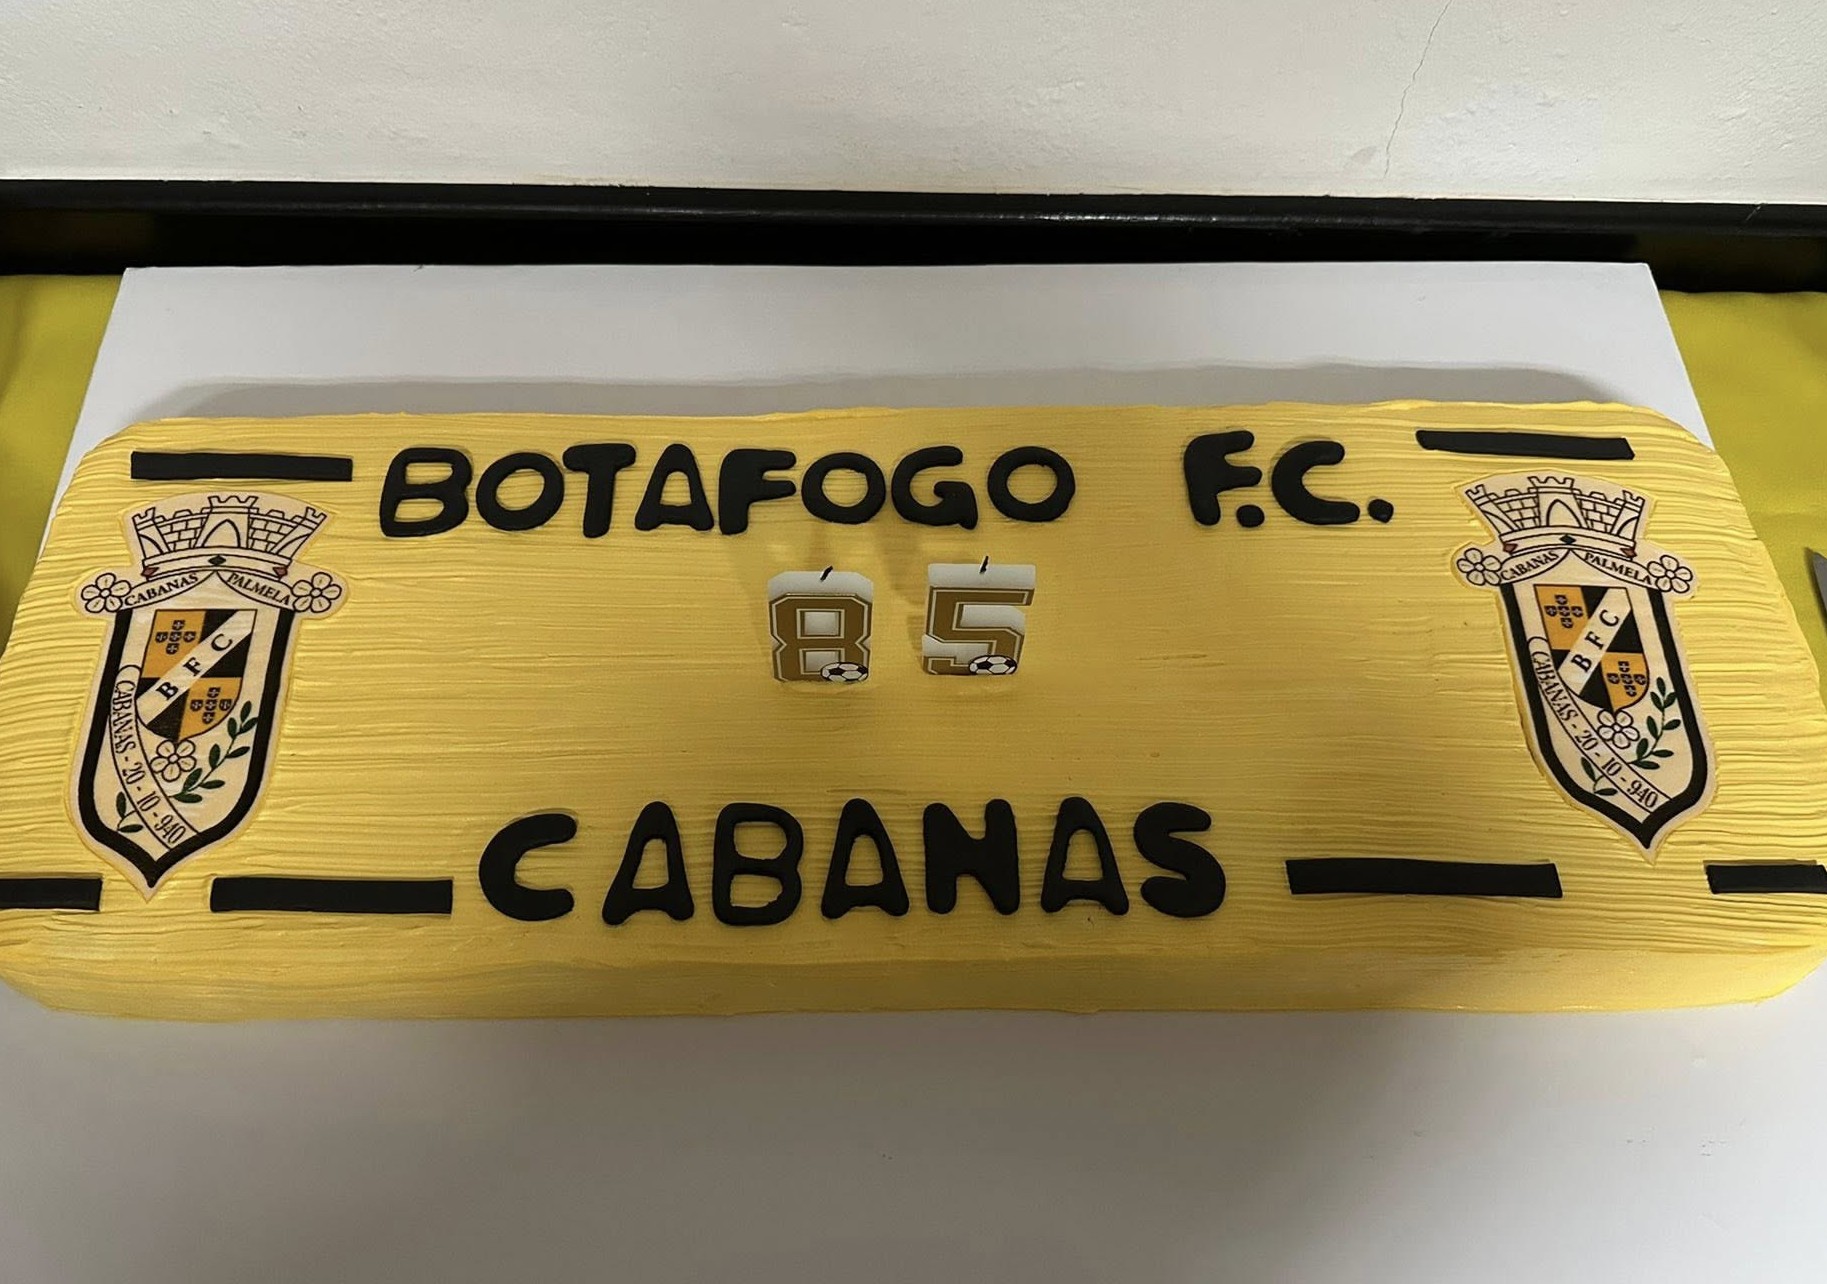 BOTAFOGO F.C.
CABANAS PALMELA
BFC
CABANAS - 20 - 10 - 940
85
CABANAS PALMELA
BFC
CABANAS - 20 - 10 - 940
CABANAS